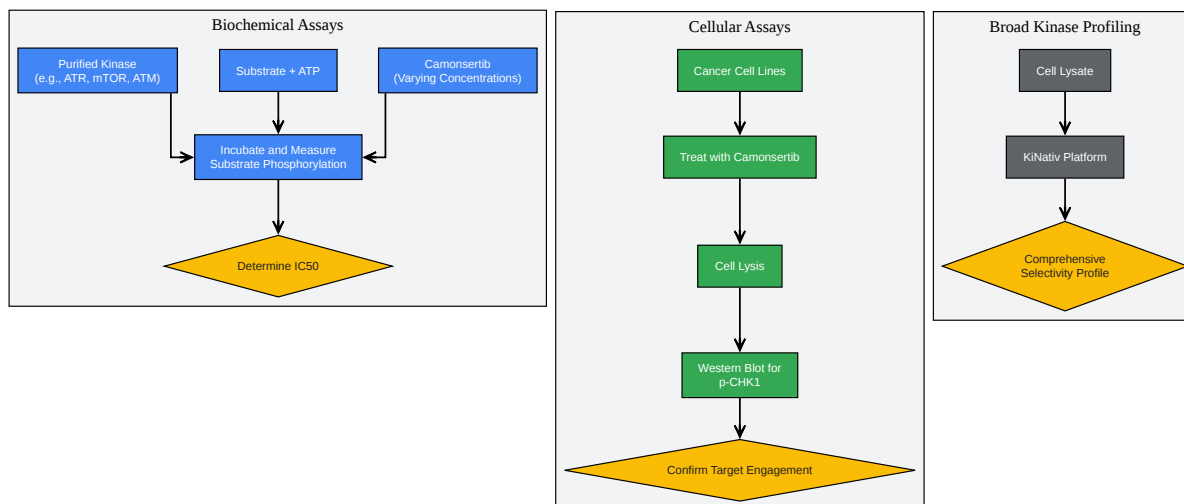 Biochemical Assays
Purified Kinase
(e.g., ATR, mTOR, ATM)
Substrate + ATP
Camonsertib
(Varying Concentrations)
Incubate and Measure
Substrate Phosphorylation
Determine IC50
Cellular Assays
Cancer Cell Lines
Treat with Camonsertib
Cell Lysis
Western Blot for
p-CHK1
Confirm Target Engagement
Broad Kinase Profiling
Cell Lysate
KiNativ Platform
Comprehensive
Selectivity Profile